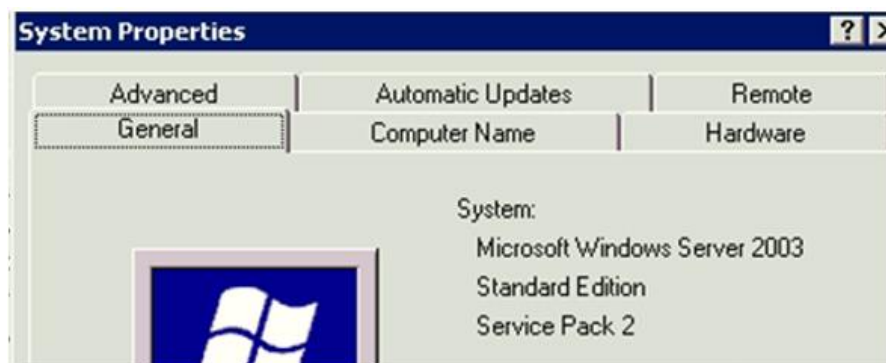 System Properties
?
Advanced Automatic Updates Remote
General Computer Name Hardware
System:
Microsoft Windows Server 2003
Standard Edition
Service Pack 2